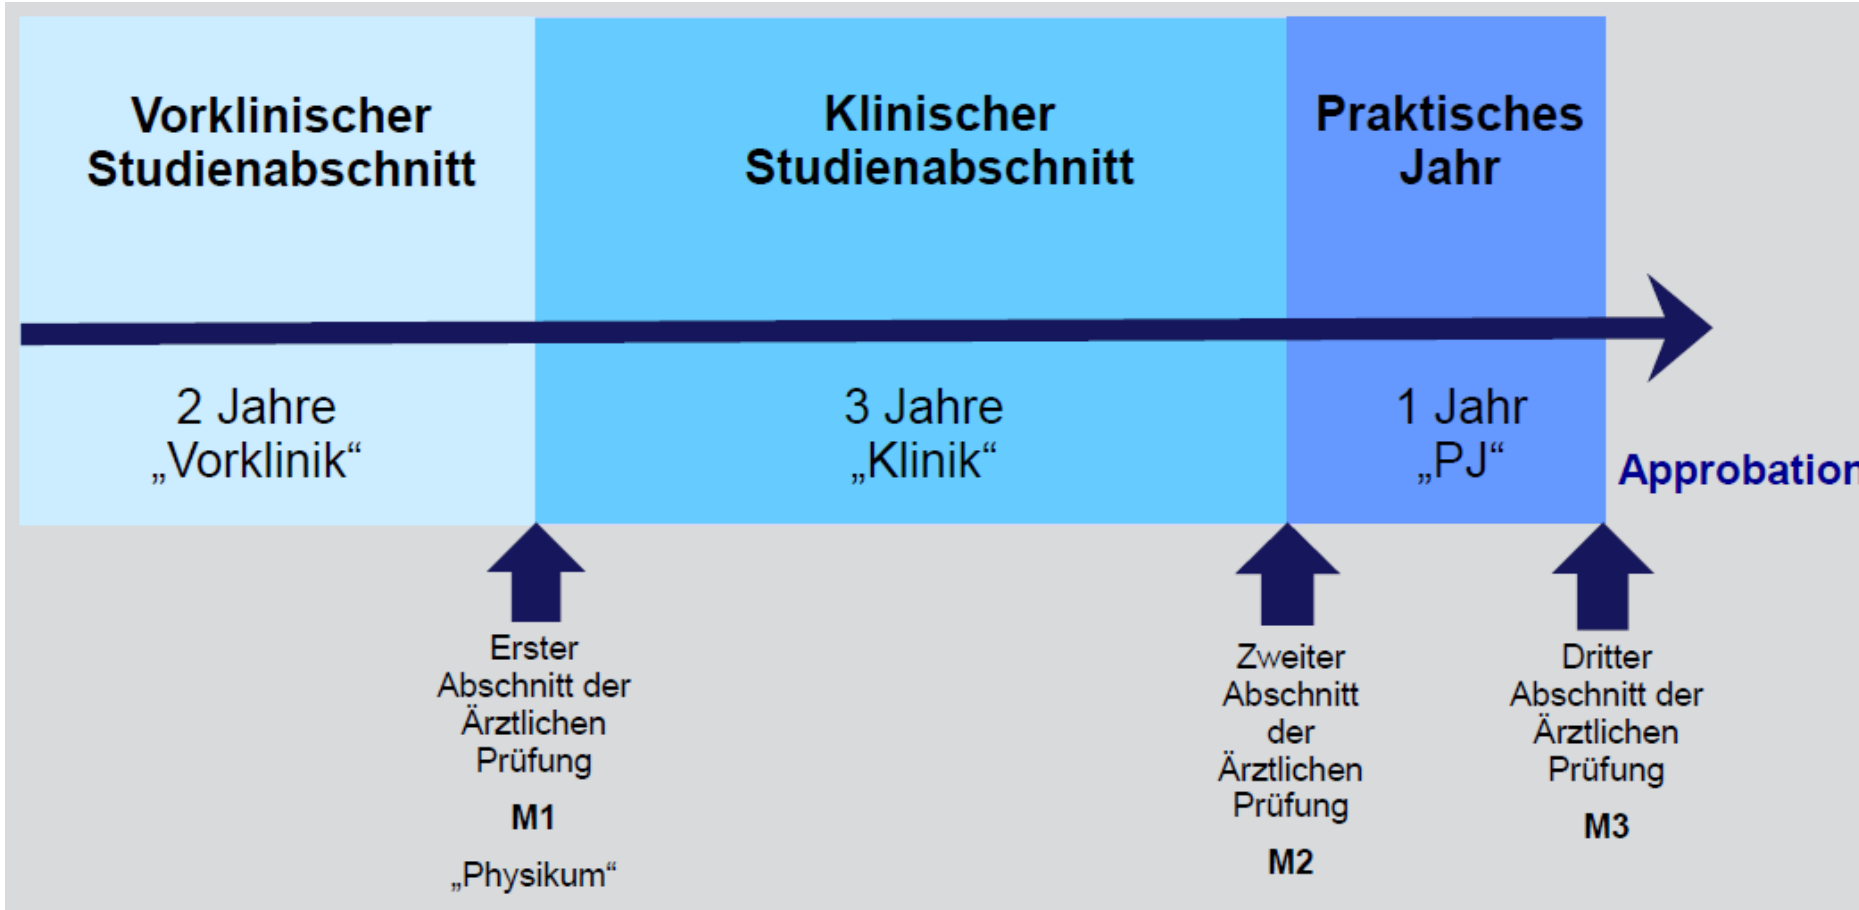 Vorklinischer
Studienabschnitt
Klinischer
Studienabschnitt
Praktisches
Jahr
2 Jahre
„Vorklinik“
3 Jahre
„Klinik“
1 Jahr
„PJ“
Approbation
Erster
Abschnitt der
Ärztlichen
Prüfung
M1
„Physikum“
Zweiter
Abschnitt
der
Ärztlichen
Prüfung
M2
Dritter
Abschnitt der
Ärztlichen
Prüfung
M3